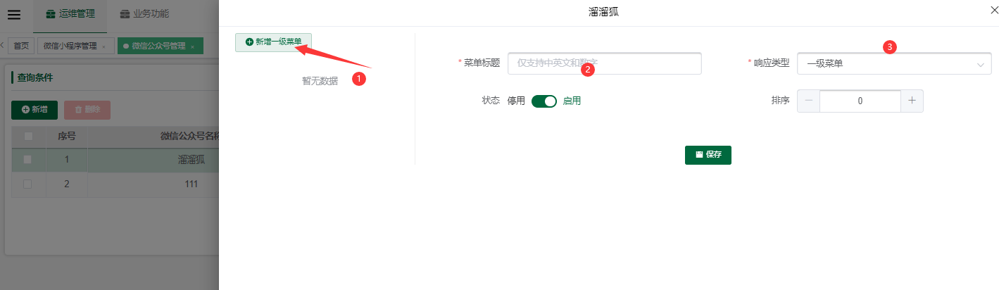 运维管理 业务功能
首页 微信小程序管理 × 微信公众号管理 ×
查询条件
新增 删除
序号 微信公众号名称
1 溜溜狐
2 111
溜溜狐
新增一级菜单
暂无数据
1
* 菜单标题 仅支持中英文和数字
2
3
* 响应类型 一级菜单
状态 停用 启用
排序 0
保存